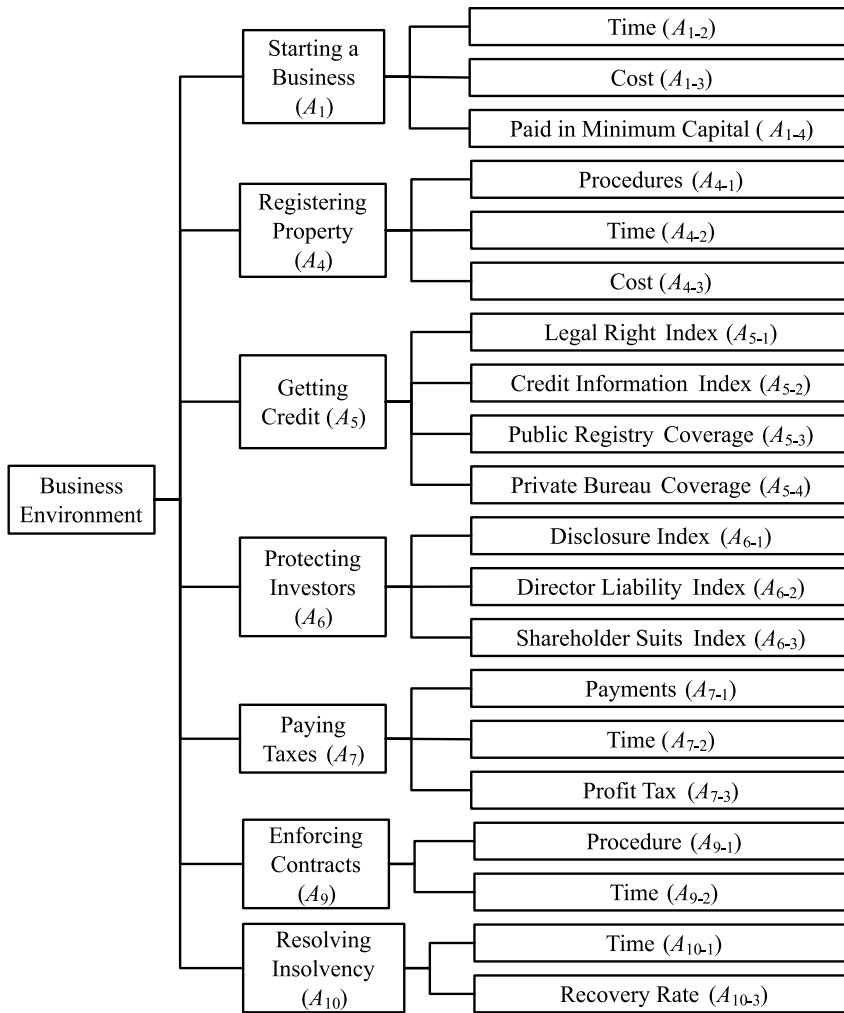 Business
Environment
Starting a
Business
(A1)
Time (A1-2)
Cost (A1-3)
Paid in Minimum Capital ( A1-4)
Registering
Property
(A4)
Procedures (A4-1)
Time (A4-2)
Cost (A4-3)
Getting
Credit (A5)
Legal Right Index (A5-1)
Credit Information Index (A5-2)
Public Registry Coverage (A5-3)
Private Bureau Coverage (A5-4)
Protecting
Investors
(A6)
Disclosure Index (A6-1)
Director Liability Index (A6-2)
Shareholder Suits Index (A6-3)
Paying
Taxes (A7)
Payments (A7-1)
Time (A7-2)
Profit Tax (A7-3)
Enforcing
Contracts
(A9)
Procedure (A9-1)
Time (A9-2)
Resolving
Insolvency
(A10)
Time (A10-1)
Recovery Rate (A10-3)